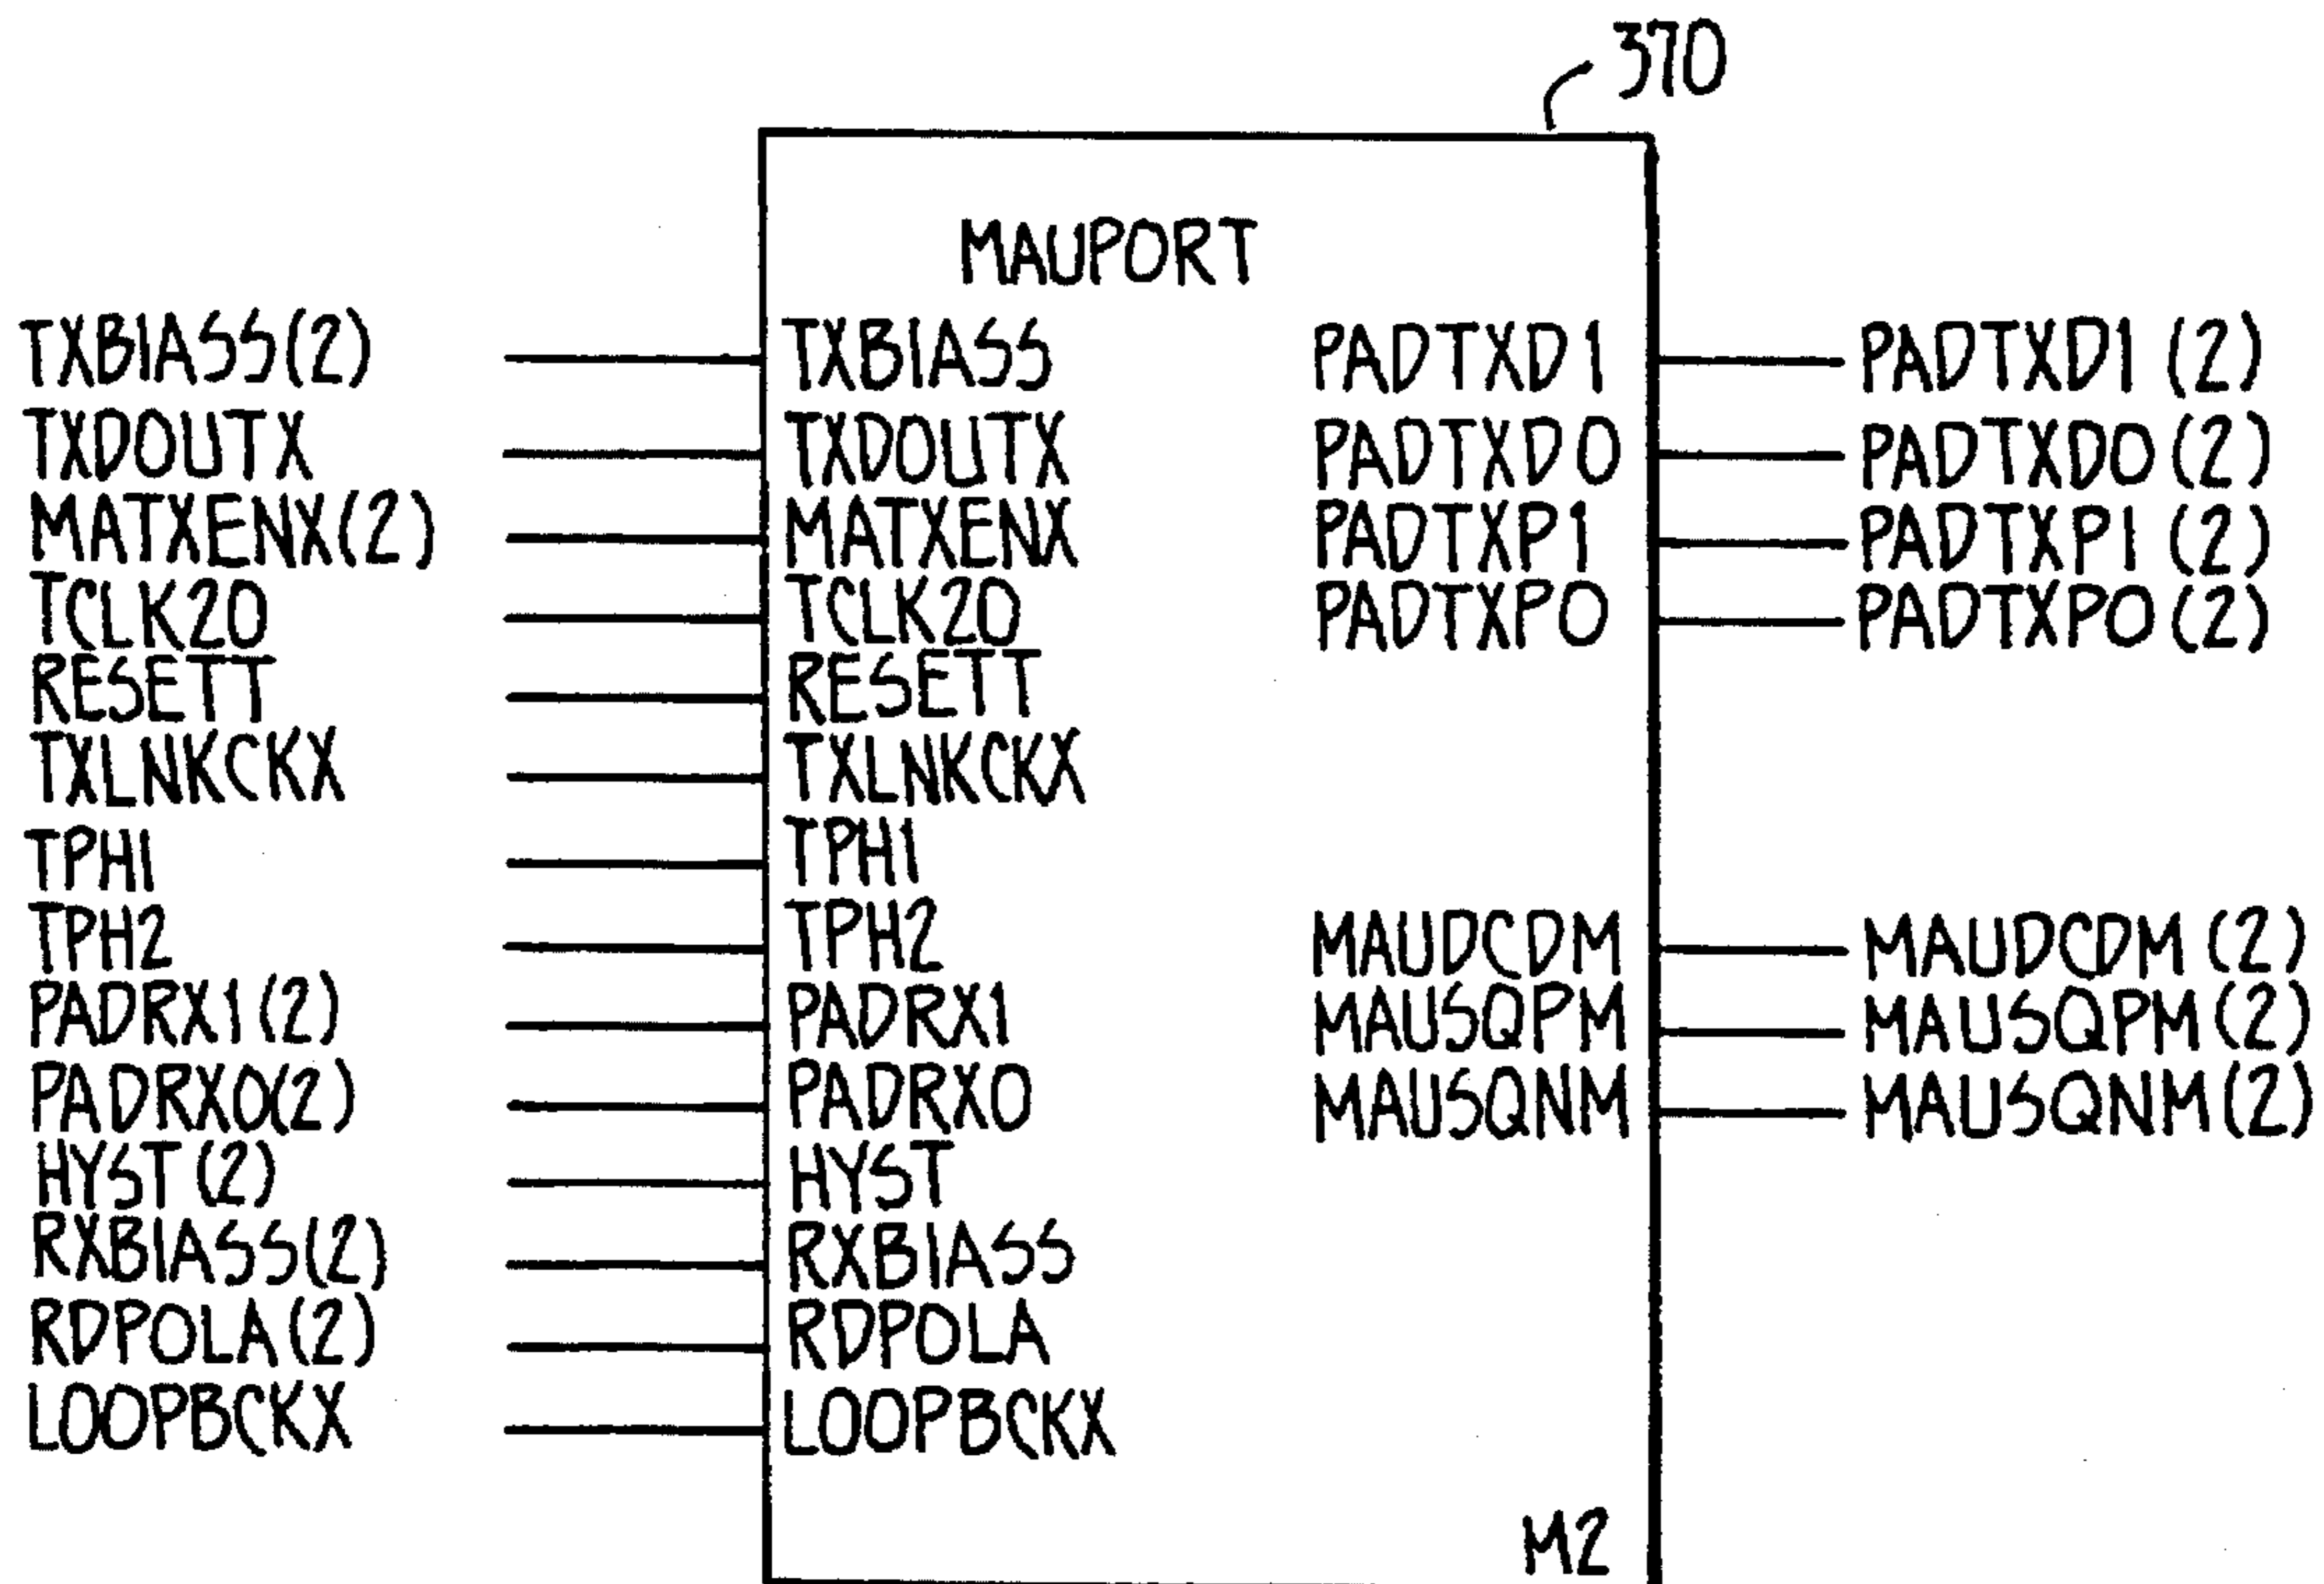 370
MAUPORT
TXBIASS(2) TXBIASS PADTXD1 PADTXD1 (2)
TXDOUTX TXDOUTX PADTXD0 PADTXD0 (2)
MATXENX(2) MATXENX PADTXP1 PADTXP1 (2)
TCLK20 TCLK20 PADTXP0 PADTXP0 (2)
RESETT RESETT
TXLNKCKX TXLNKCKX
TPH1 TPH1
TPH2 TPH2 MAUDCDM MAUDCDM (2)
PADRX1 (2) PADRX1 MAUSQPM MAUSQPM (2)
PADRX0(2) PADRX0 MAUSQNM MAUSQNM (2)
HYST (2) HYST
RXBIASS(2) RXBIASS
RDPOLA (2) RDPOLA
LOOPBCKX LOOPBCKX
M2